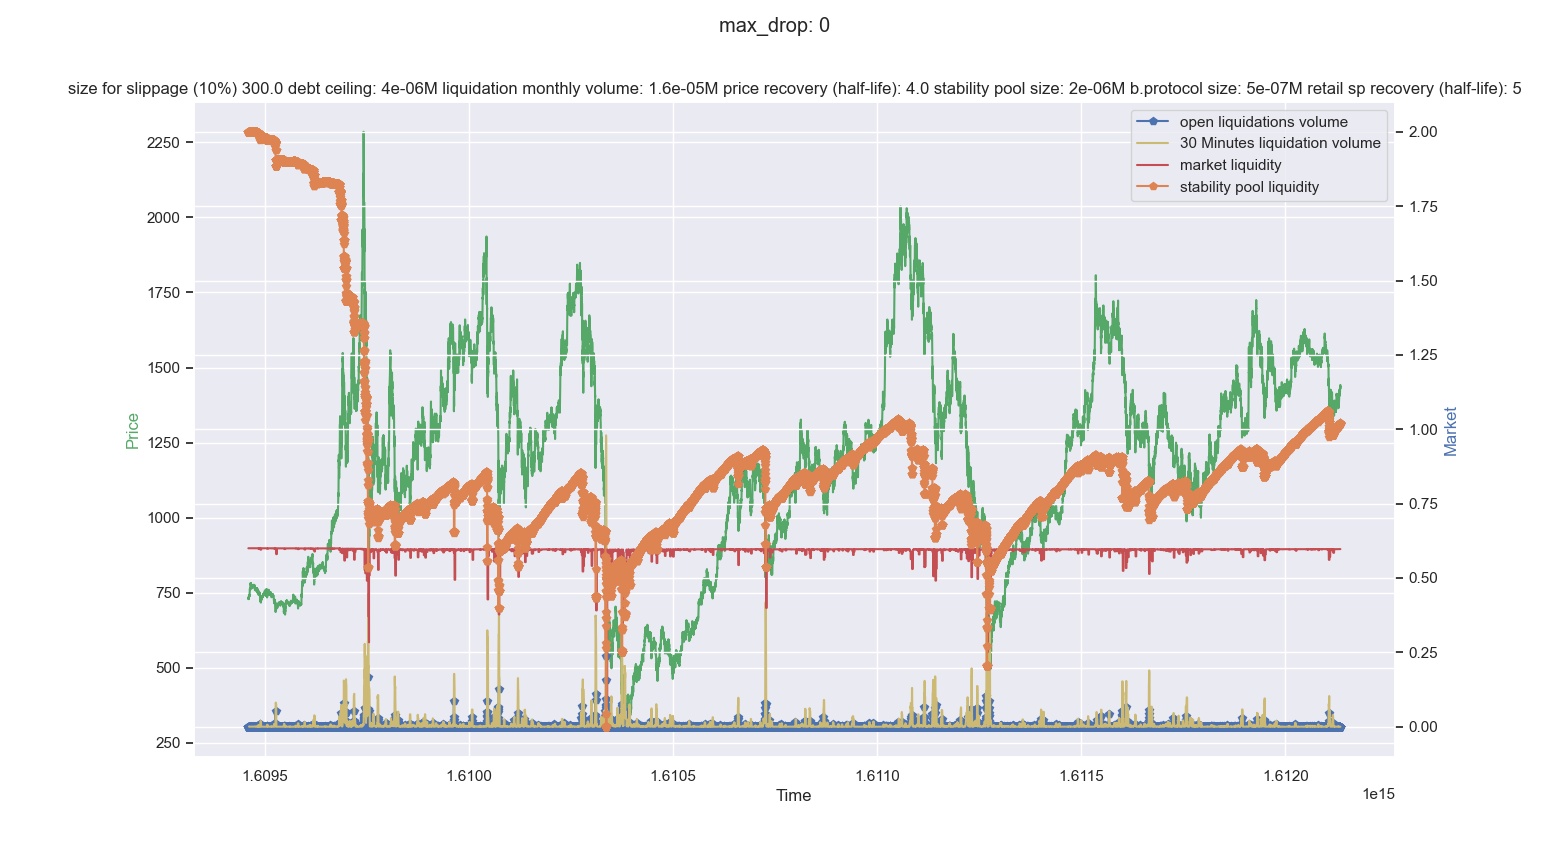 max_drop: 0
size for slippage (10%) 300.0 debt ceiling: 4e-06M liquidation monthly volume: 1.6e-05M price recovery (half-life): 4.0 stability pool size: 2e-06M b.protocol size: 5e-07M retail sp recovery (half-life): 5
open liquidations volume
30 Minutes liquidation volume
market liquidity
stability pool liquidity
2250
2000
1750
1500
1250
1000
750
500
250
Price
2.00
1.75
1.50
1.25
1.00
0.75
0.50
0.25
0.00
Market
1.6095 1.6100 1.6105 1.6110 1.6115 1.6120
Time
1e15